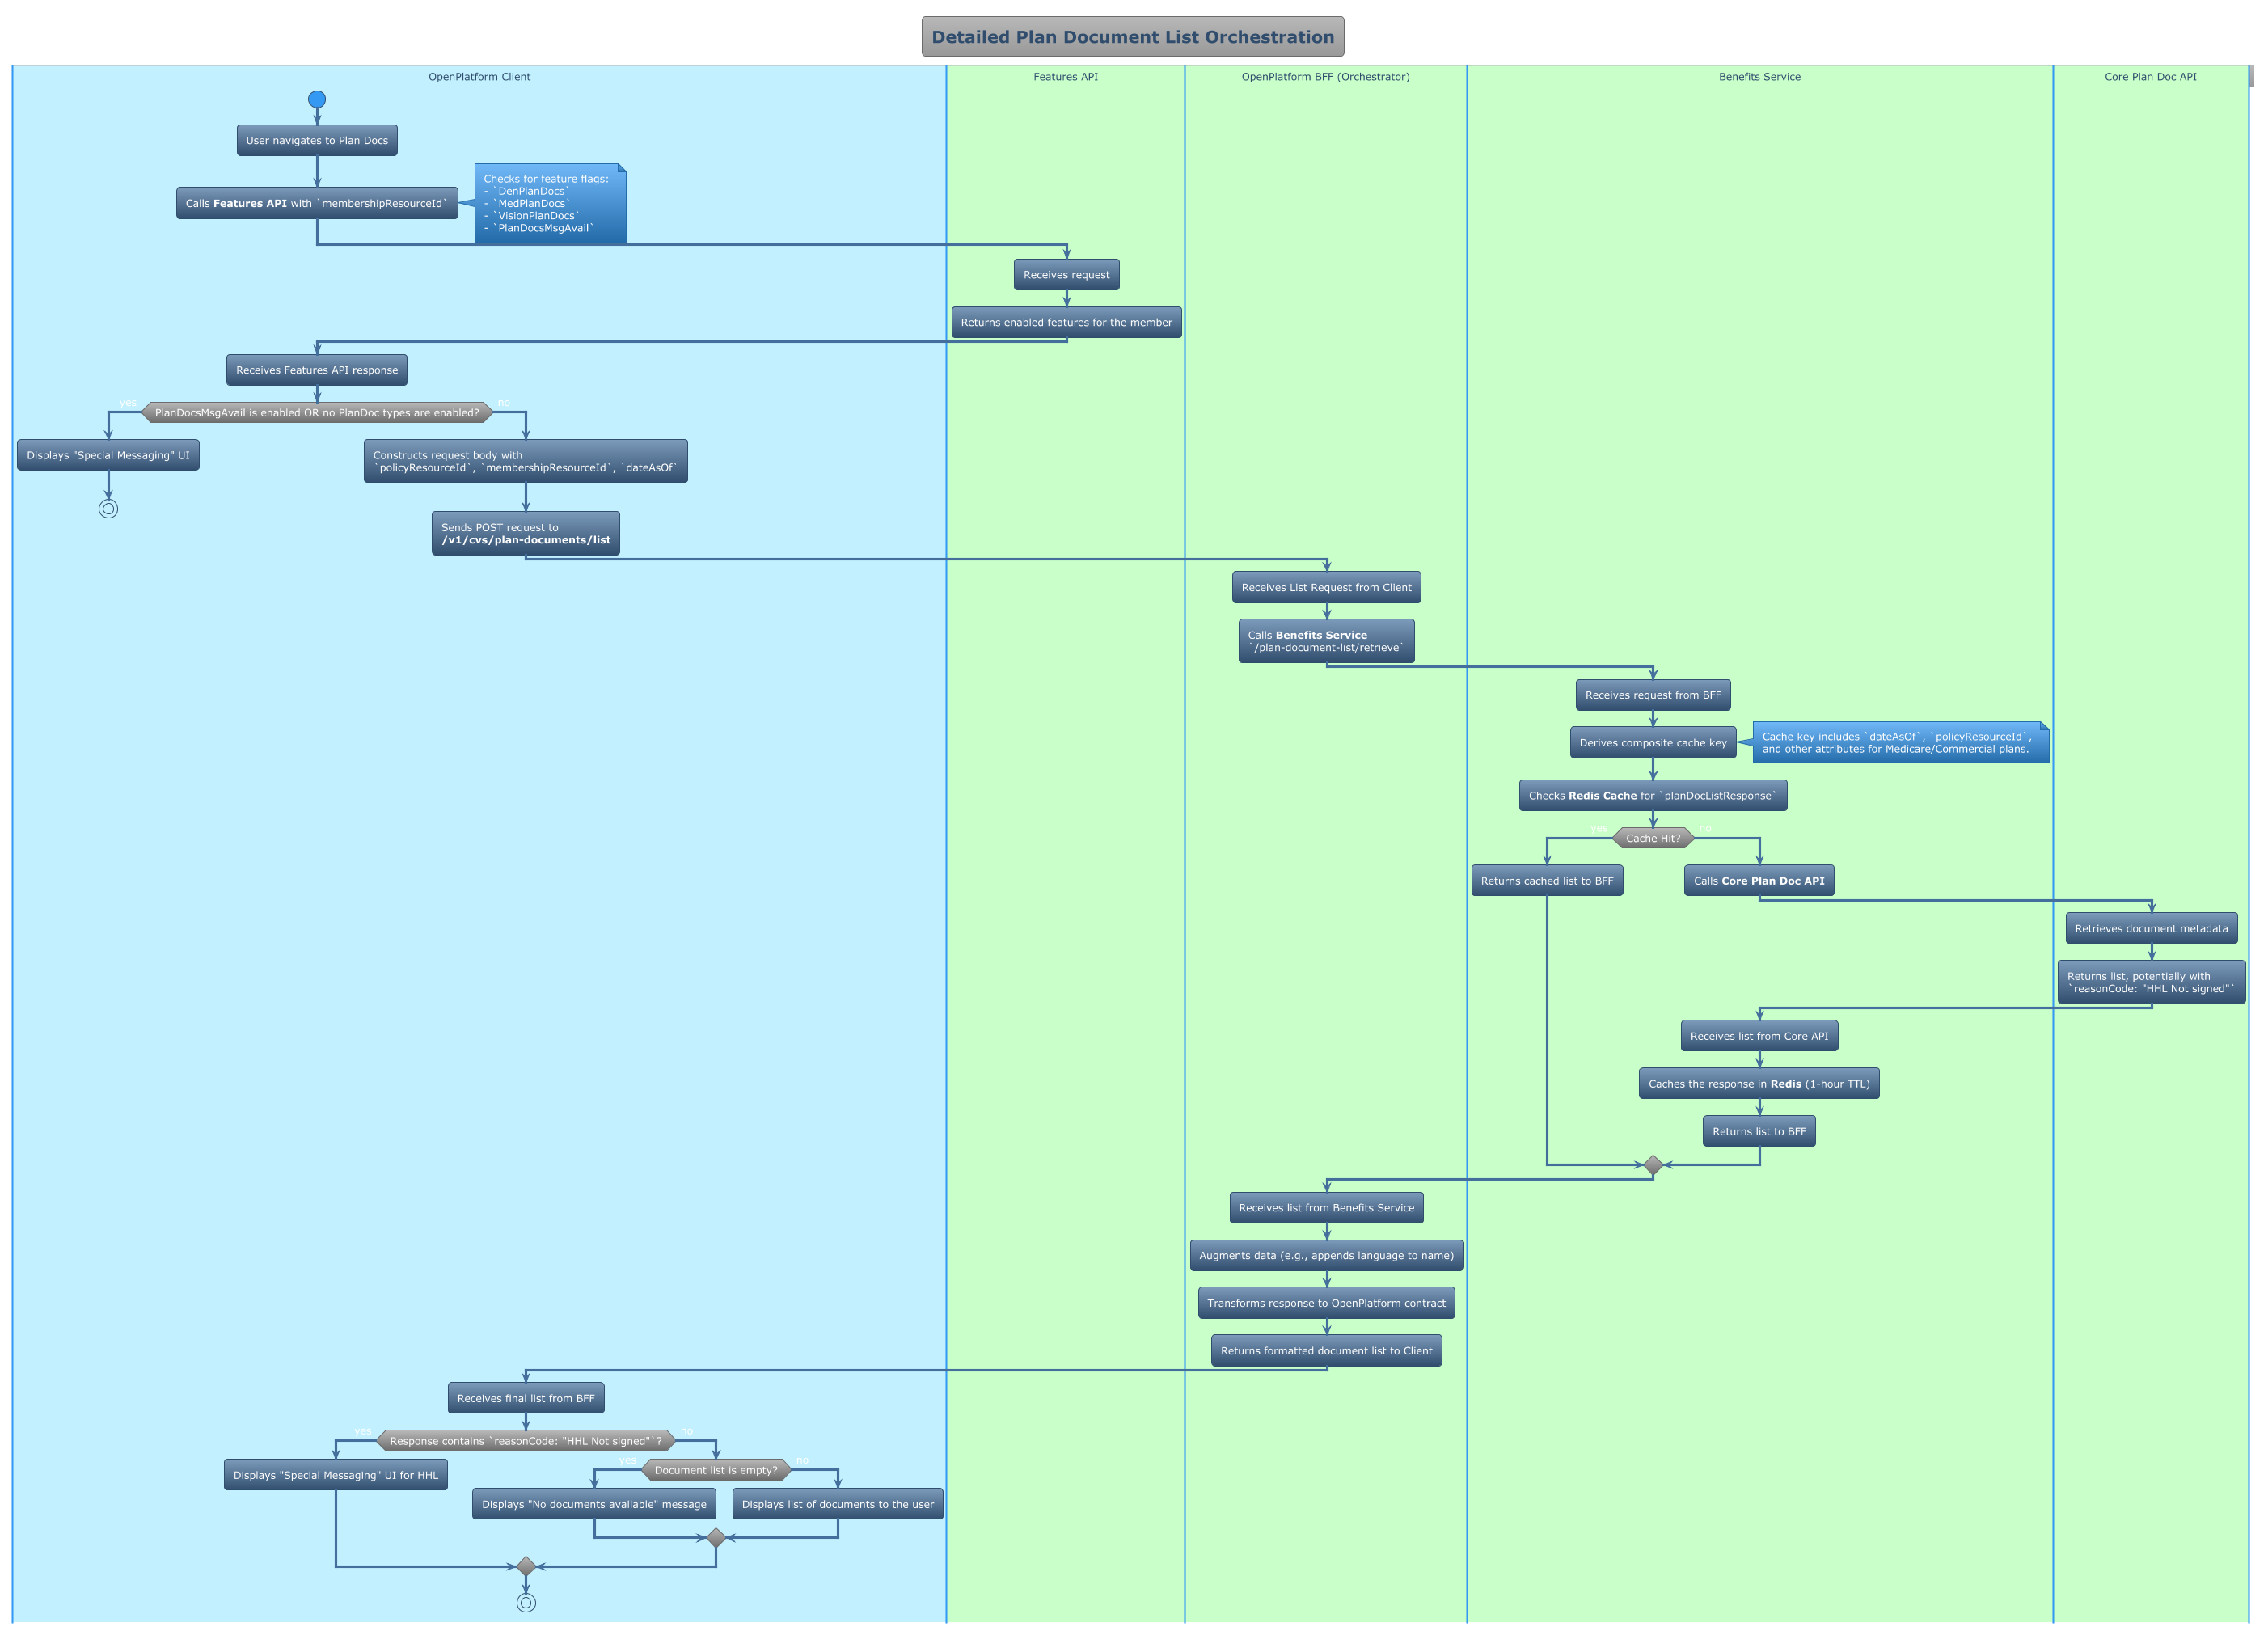 Detailed Plan Document List Orchestration
OpenPlatform Client
Features API
OpenPlatform BFF (Orchestrator)
Benefits Service
Core Plan Doc API
User navigates to Plan Docs
Calls Features API with `membershipResourceId`
Checks for feature flags:
- `DenPlanDocs`
- `MedPlanDocs`
- `VisionPlanDocs`
- `PlanDocsMsgAvail`
Receives request
Returns enabled features for the member
Receives Features API response
yes
PlanDocsMsgAvail is enabled OR no PlanDoc types are enabled?
no
Displays "Special Messaging" UI
Constructs request body with
`policyResourceId`, `membershipResourceId`, `dateAsOf`
Sends POST request to
/v1/cvs/plan-documents/list
Receives List Request from Client
Calls Benefits Service
`/plan-document-list/retrieve`
Receives request from BFF
Derives composite cache key
Cache key includes `dateAsOf`, `policyResourceId`,
and other attributes for Medicare/Commercial plans.
Checks Redis Cache for `planDocListResponse`
yes
Cache Hit?
no
Returns cached list to BFF
Calls Core Plan Doc API
Retrieves document metadata
Returns list, potentially with
`reasonCode: "HHL Not signed"`
Receives list from Core API
Caches the response in Redis (1-hour TTL)
Returns list to BFF
Receives list from Benefits Service
Augments data (e.g., appends language to name)
Transforms response to OpenPlatform contract
Returns formatted document list to Client
Receives final list from BFF
yes
Response contains `reasonCode: "HHL Not signed"`?
no
Displays "Special Messaging" UI for HHL
yes
Document list is empty?
no
Displays "No documents available" message
Displays list of documents to the user